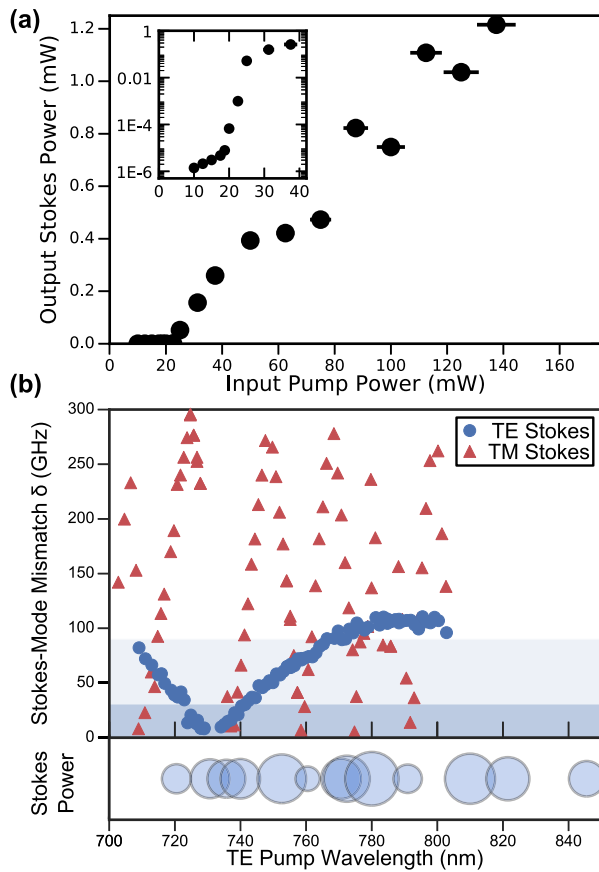 (a)
Output Stokes Power (mW)
1.2
1.0
0.8
0.6
0.4
0.2
0.0
1
0.01
1E-4
1E-6
0 10 20 30 40
0 20 40 60 80 100 120 140 160
Input Pump Power (mW)
(b)
Stokes-Mode Mismatch δ (GHz)
300
250
200
150
100
50
0
TE Stokes
TM Stokes
Stokes
Power
700 720 740 760 780 800 820 840
TE Pump Wavelength (nm)